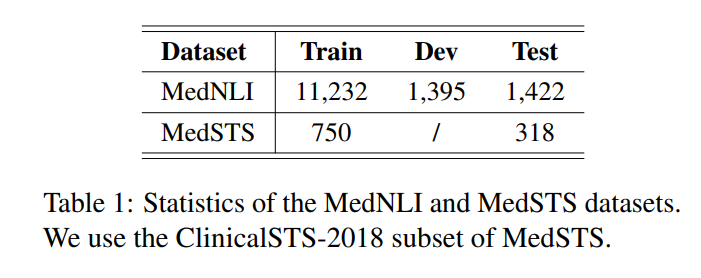 Dataset Train Dev Test
MedNLI 11,232 1,395 1,422
MedSTS 750 / 318
Table 1: Statistics of the MedNLI and MedSTS datasets.
We use the ClinicalSTS-2018 subset of MedSTS.